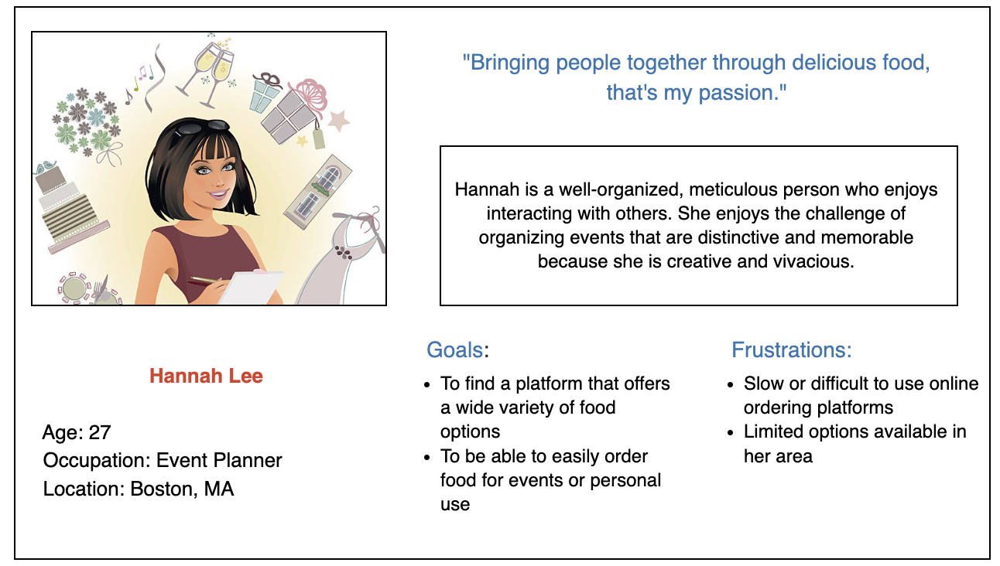 "Bringing people together through delicious food,
that's my passion."
Hannah is a well-organized, meticulous person who enjoys
interacting with others. She enjoys the challenge of
organizing events that are distinctive and memorable
because she is creative and vivacious.
Hannah Lee
Age: 27
Occupation: Event Planner
Location: Boston, MA
Goals:
• To find a platform that offers
a wide variety of food
options
• To be able to easily order
food for events or personal
use
Frustrations:
• Slow or difficult to use online
ordering platforms
• Limited options available in
her area